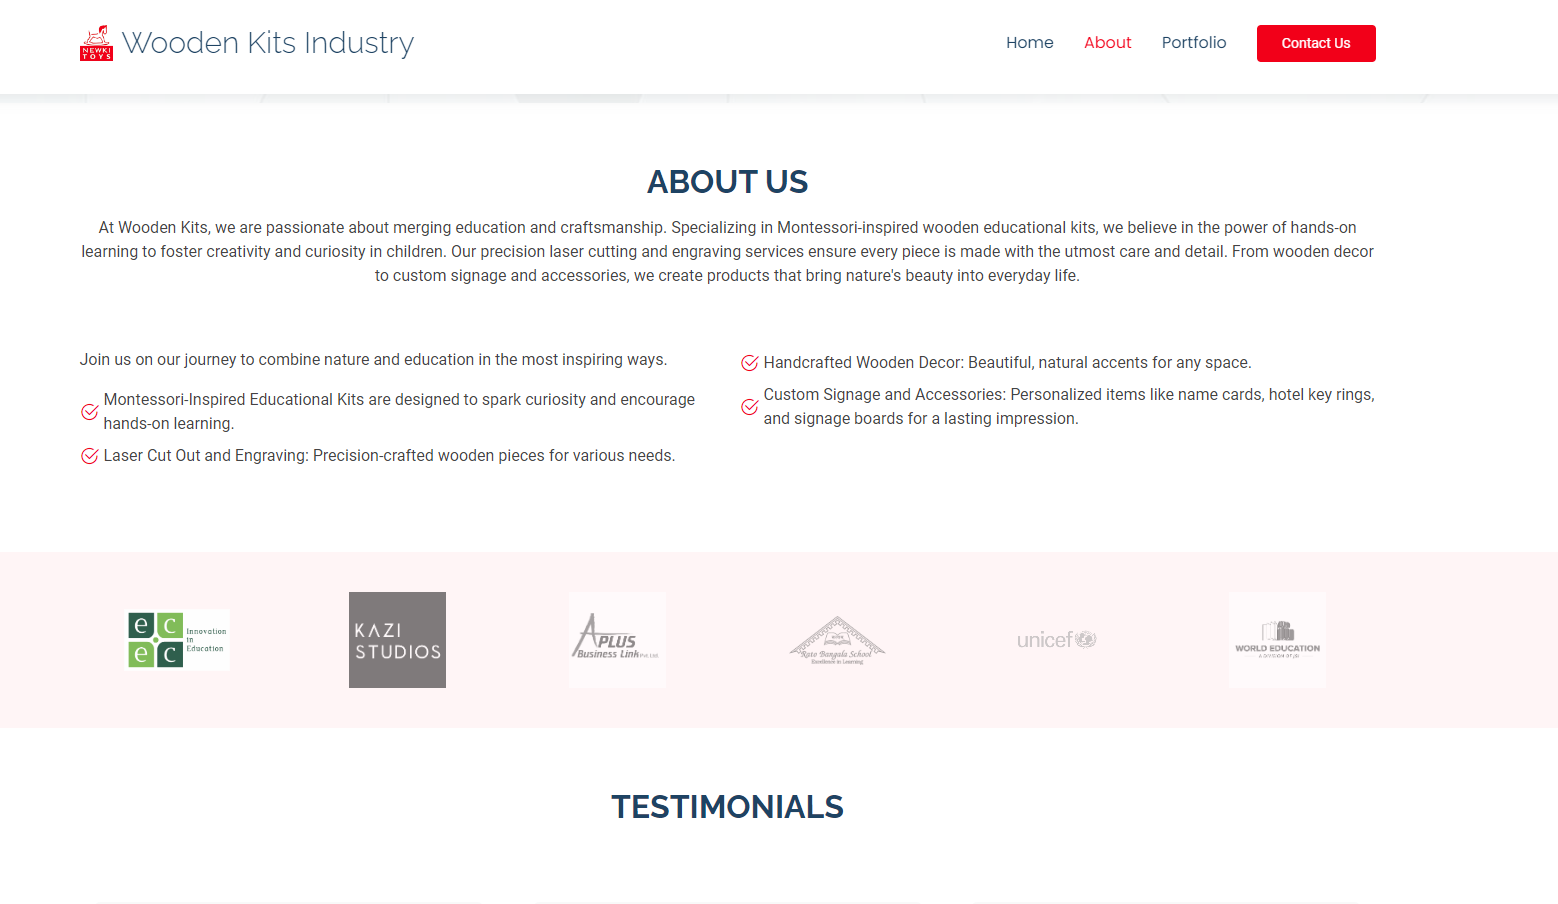 NEWKI
TOYS
Wooden Kits Industry
Home
About
Portfolio
Contact Us
ABOUT US
At Wooden Kits, we are passionate about merging education and craftsmanship. Specializing in Montessori-inspired wooden educational kits, we believe in the power of hands-on
learning to foster creativity and curiosity in children. Our precision laser cutting and engraving services ensure every piece is made with the utmost care and detail. From wooden decor
to custom signage and accessories, we create products that bring nature's beauty into everyday life.
Join us on our journey to combine nature and education in the most inspiring ways.
Montessori-Inspired Educational Kits are designed to spark curiosity and encourage
hands-on learning.
Laser Cut Out and Engraving: Precision-crafted wooden pieces for various needs.
Handcrafted Wooden Decor: Beautiful, natural accents for any space.
Custom Signage and Accessories: Personalized items like name cards, hotel key rings,
and signage boards for a lasting impression.
e c
e c
Innovation
in
Education
KAZI
STUDIOS
APLUS
Business Link Pvt. Ltd.
Rato Bangala School
Excellence in Learning
unicef
WORLD EDUCATION
A DIVISION OF JSI
TESTIMONIALS